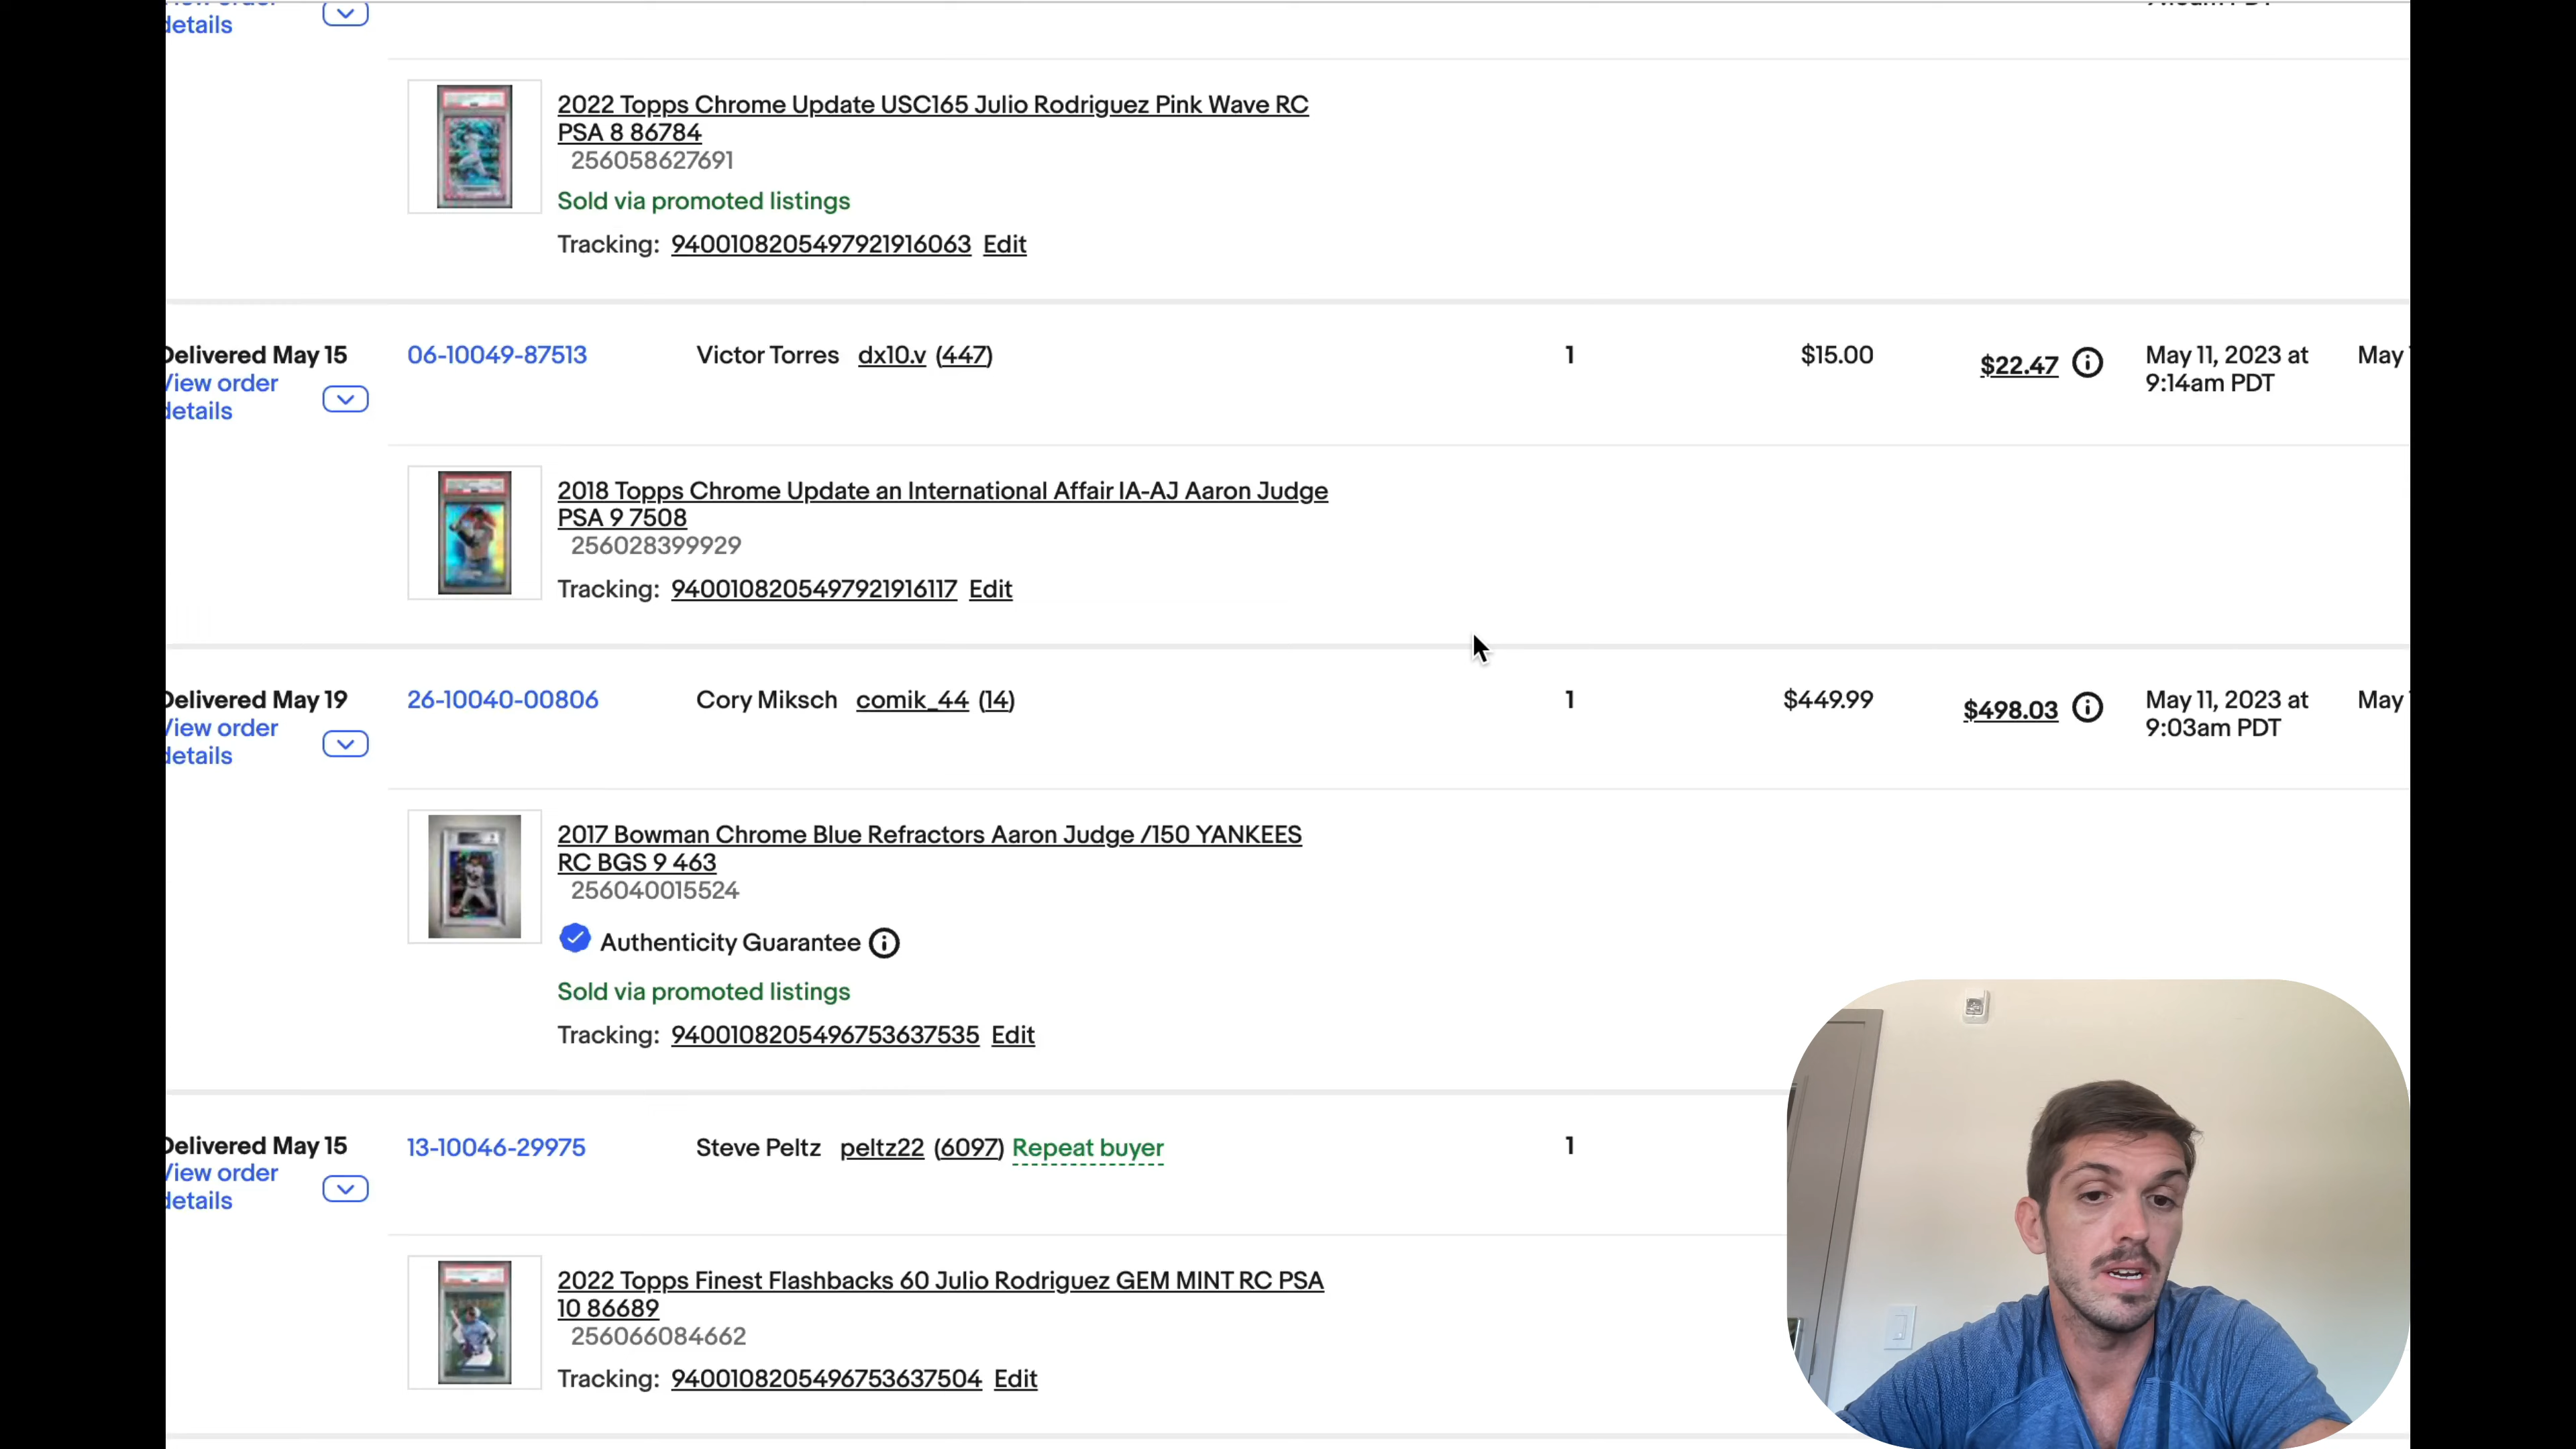 details
2022 Topps Chrome Update USC165 Julio Rodriguez Pink Wave RC
PSA 8 86784
256058627691
Sold via promoted listings
Tracking: 9400108205497921916063 Edit
Delivered May 15 06-10049-87513 Victor Torres dx10.v (447) 1 $15.00 $22.47 May 11, 2023 at May
View order 9:14am PDT
details
2018 Topps Chrome Update an International Affair IA-AJ Aaron Judge
PSA 9 7508
256028399929
Tracking: 9400108205497921916117 Edit
Delivered May 19 26-10040-00806 Cory Miksch comik_44 (14) 1 $449.99 $498.03 May 11, 2023 at May
View order 9:03am PDT
details
2017 Bowman Chrome Blue Refractors Aaron Judge /150 YANKEES
RC BGS 9 463
256040015524
Authenticity Guarantee
Sold via promoted listings
Tracking: 9400108205496753637535 Edit
Delivered May 15 13-10046-29975 Steve Peltz peltz22 (6097) Repeat buyer 1
View order
details
2022 Topps Finest Flashbacks 60 Julio Rodriguez GEM MINT RC PSA
10 86689
256066084662
Tracking: 9400108205496753637504 Edit